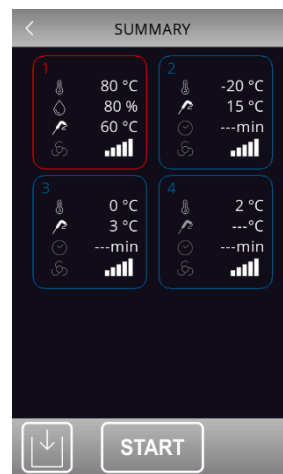 SUMMARY
1
80 °C
80 %
60 °C
2
-20 °C
15 °C
---min
3
0 °C
3 °C
---min
4
2 °C
---°C
---min
START